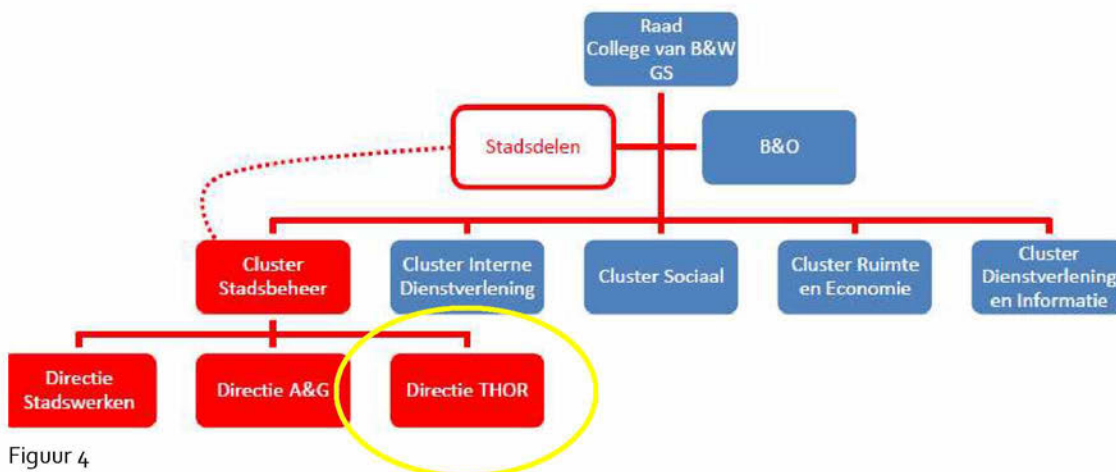 Raad
College van B&W
GS
Stadsdelen
B&O
Cluster
Stadsbeheer
Cluster Interne
Dienstverlening
Cluster Sociaal
Cluster Ruimte
en Economie
Cluster
Dienstverlening
en Informatie
Directie
Stadswerken
Directie A&G
Directie THOR
Figuur 4